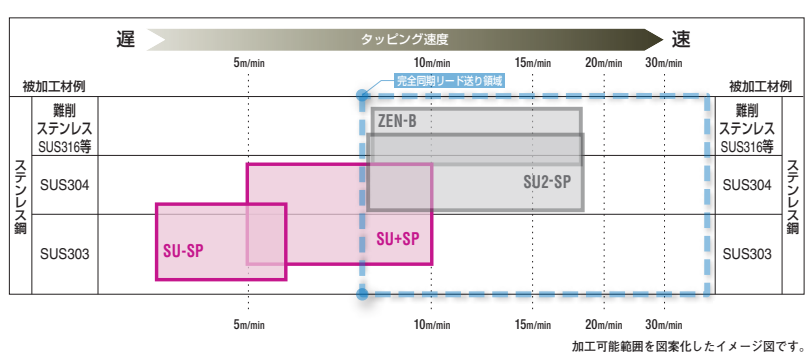 遅 タッピング速度 速
5m/min 10m/min 15m/min 20m/min 30m/min
被加工材例 完全同期リード送り領域 被加工材例
難削
ステンレス
SUS316等
ZEN-B
難削
ステンレス
SUS316等
ステンレス鋼
SUS304
SU2-SP
SUS304
ステンレス鋼
SUS303
SU-SP
SU+SP
SUS303
5m/min 10m/min 15m/min 20m/min 30m/min
加工可能範囲を図案化したイメージ図です。